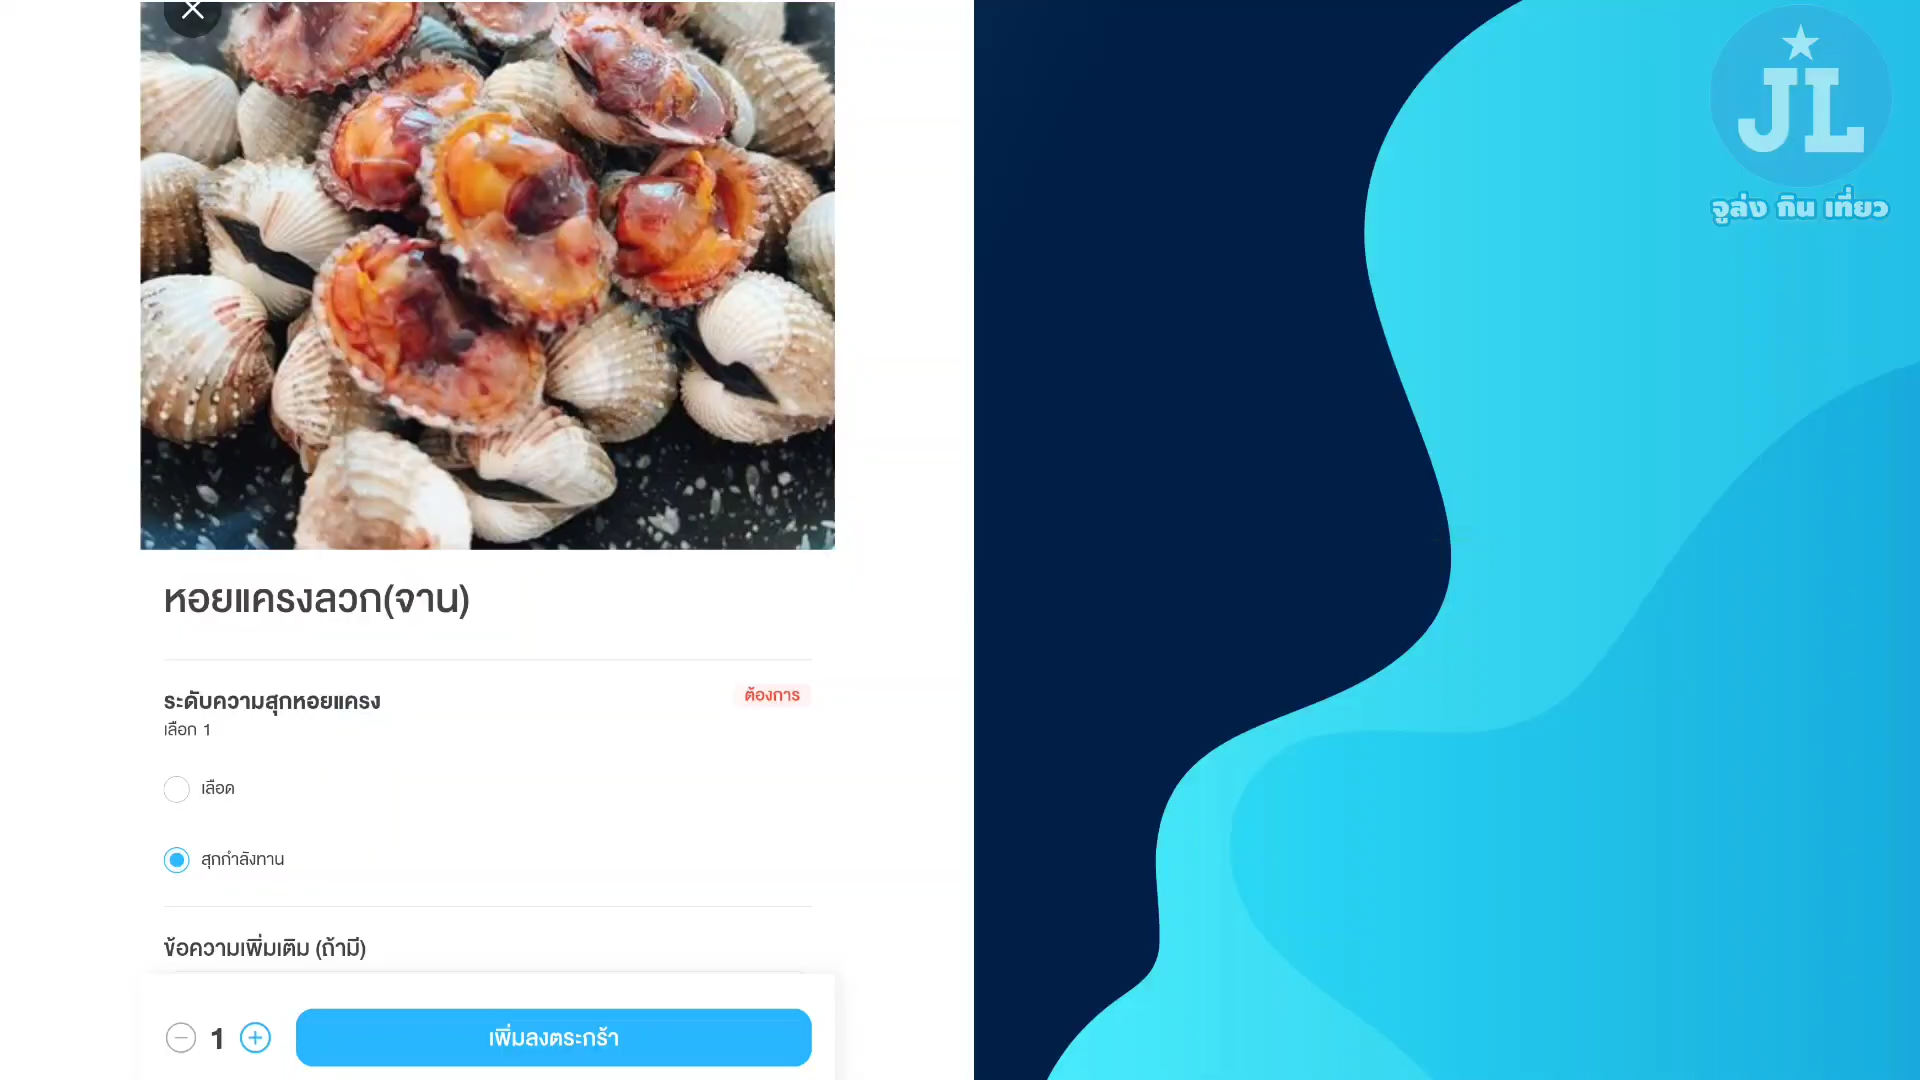 หอยแครงลวก(จาน)
ระดับความสุกหอยแครง
ต้องการ
เลือก 1
เลือด
สุกกำลังทาน
ข้อความเพิ่มเติม (ถ้ามี)
1
เพิ่มลงตระกร้า
JL
จูล่ง กิน เที่ยว